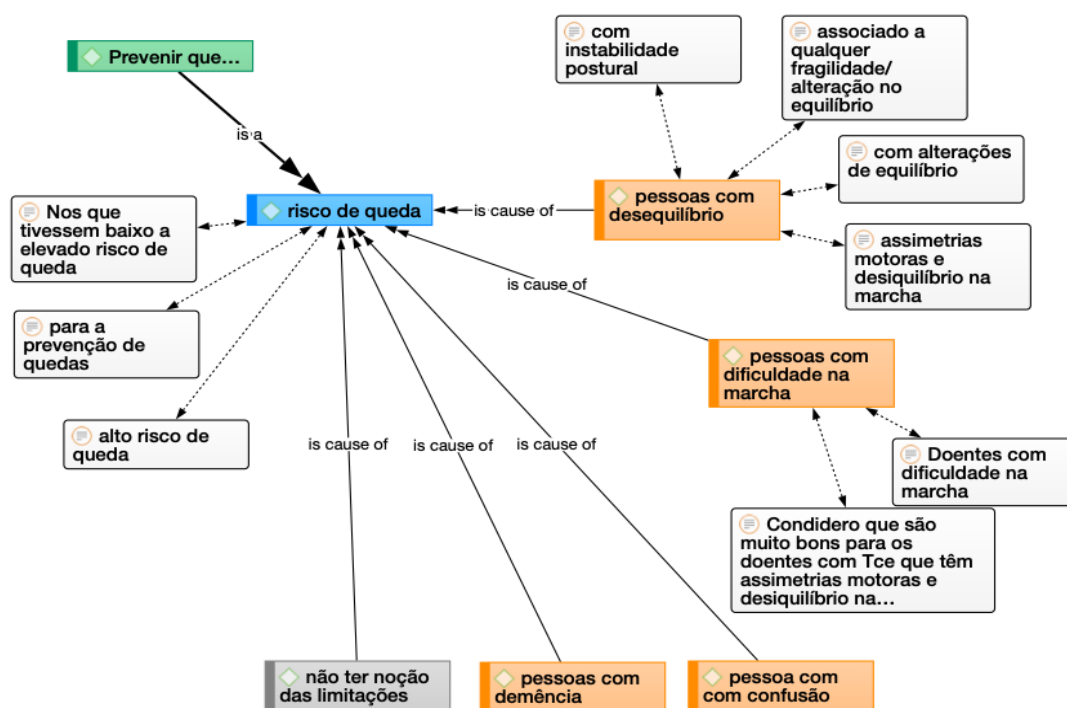 Prevenir que…
com
instabilidade
postural
associado a
qualquer
fragilidade/
alteração no
equilíbrio
is a
com alterações
de equilíbrio
Nos que
tivessem baixo a
elevado risco de
queda
risco de queda
is cause of
pessoas com
desequilíbrio
assimetrias
motoras e
desiquilíbrio na
marcha
is cause of
para a
prevenção de
quedas
pessoas com
dificuldade na
marcha
alto risco de
queda
is cause of
is cause of
is cause of
Doentes com
dificuldade na
marcha
Condidero que são
muito bons para os
doentes com Tce que têm
assimetrias motoras e
desiquilíbrio na…
não ter noção
das limitações
pessoas com
demência
pessoa com
com confusão